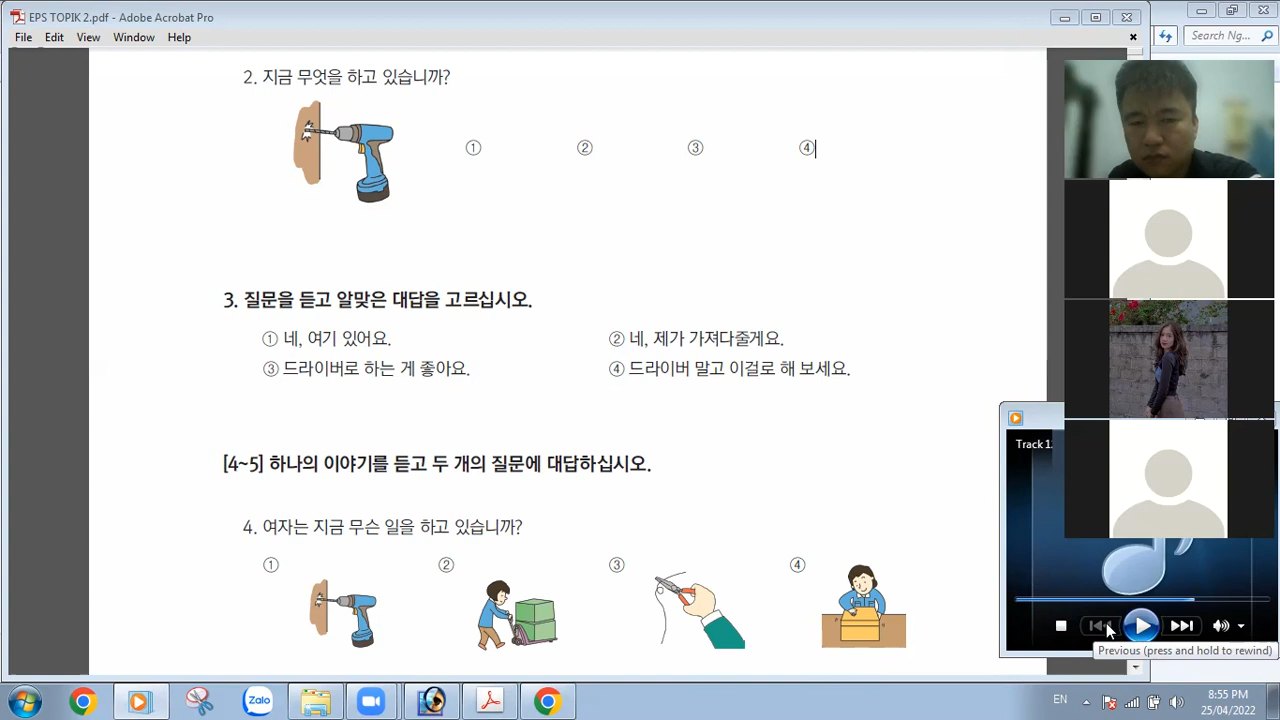 EPS TOPIK 2.pdf - Adobe Acrobat Pro
File Edit View Window Help
Search Ng...
2. 지금 무엇을 하고 있습니까?
① ② ③ ④
3. 질문을 듣고 알맞은 대답을 고르십시오.
① 네, 여기 있어요. ② 네, 제가 가져다줄게요.
③ 드라이버로 하는 게 좋아요. ④ 드라이버 말고 이걸로 해 보세요.
[4~5] 하나의 이야기를 듣고 두 개의 질문에 대답하십시오.
4. 여자는 지금 무슨 일을 하고 있습니까?
① ② ③ ④
Track
Previous (press and hold to rewind)
Zalo
EN
8:55 PM
25/04/2022